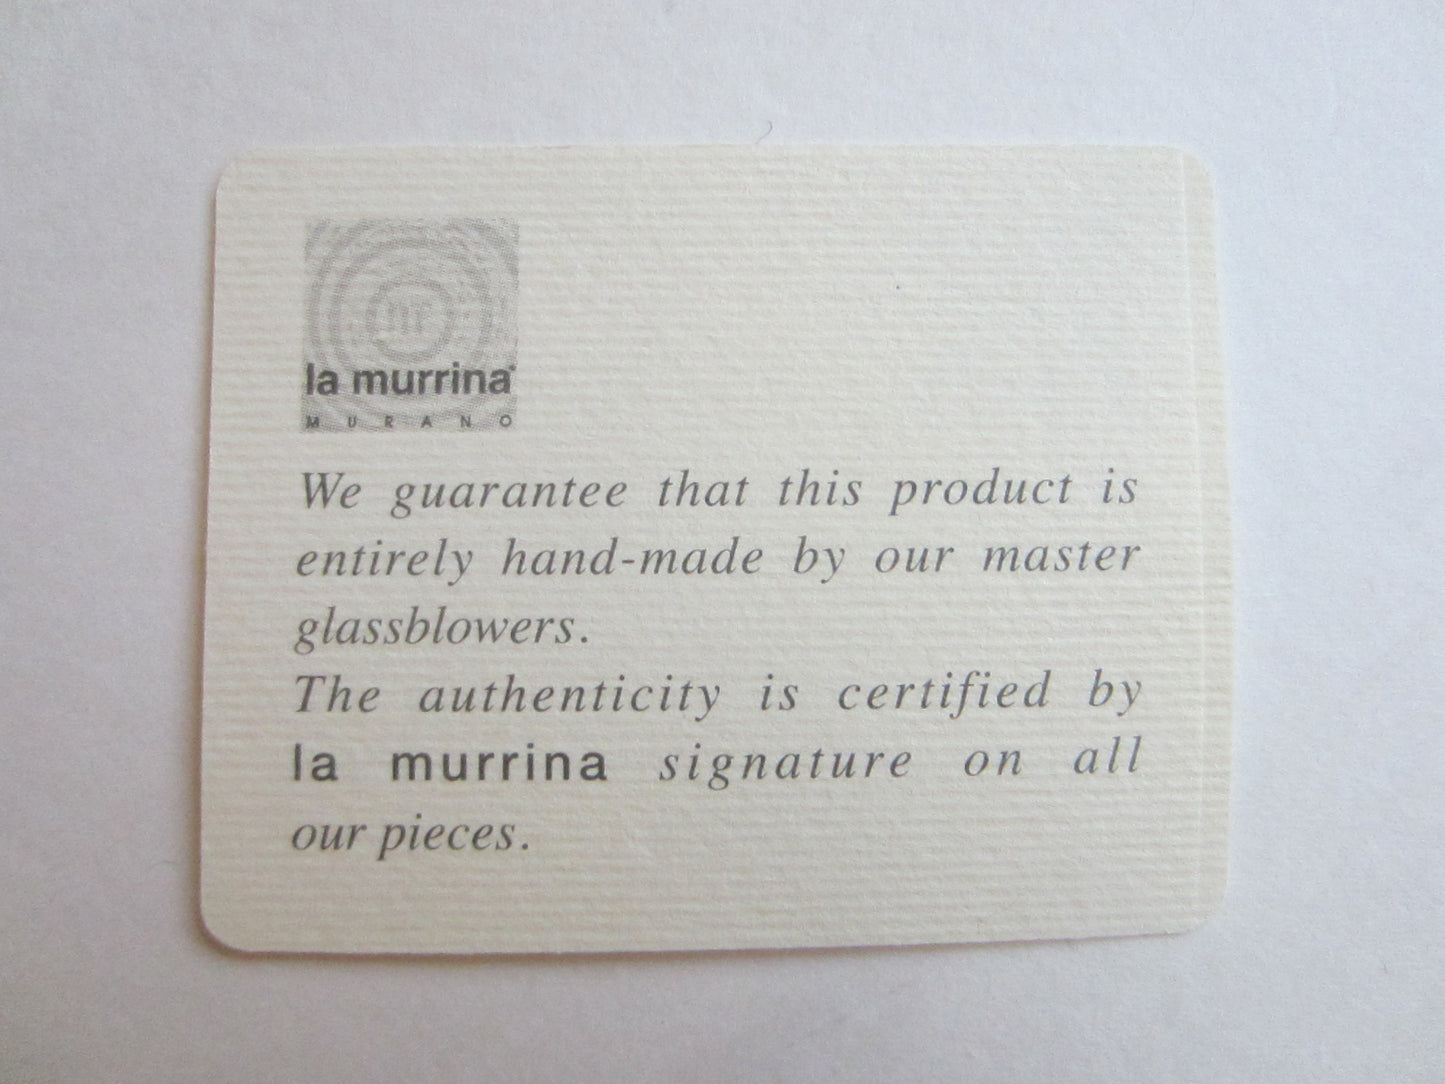 la murrina®
MURANO
We guarantee that this product is
entirely hand-made by our master
glassblowers.
The authenticity is certified by
la murrina signature on all
our pieces.